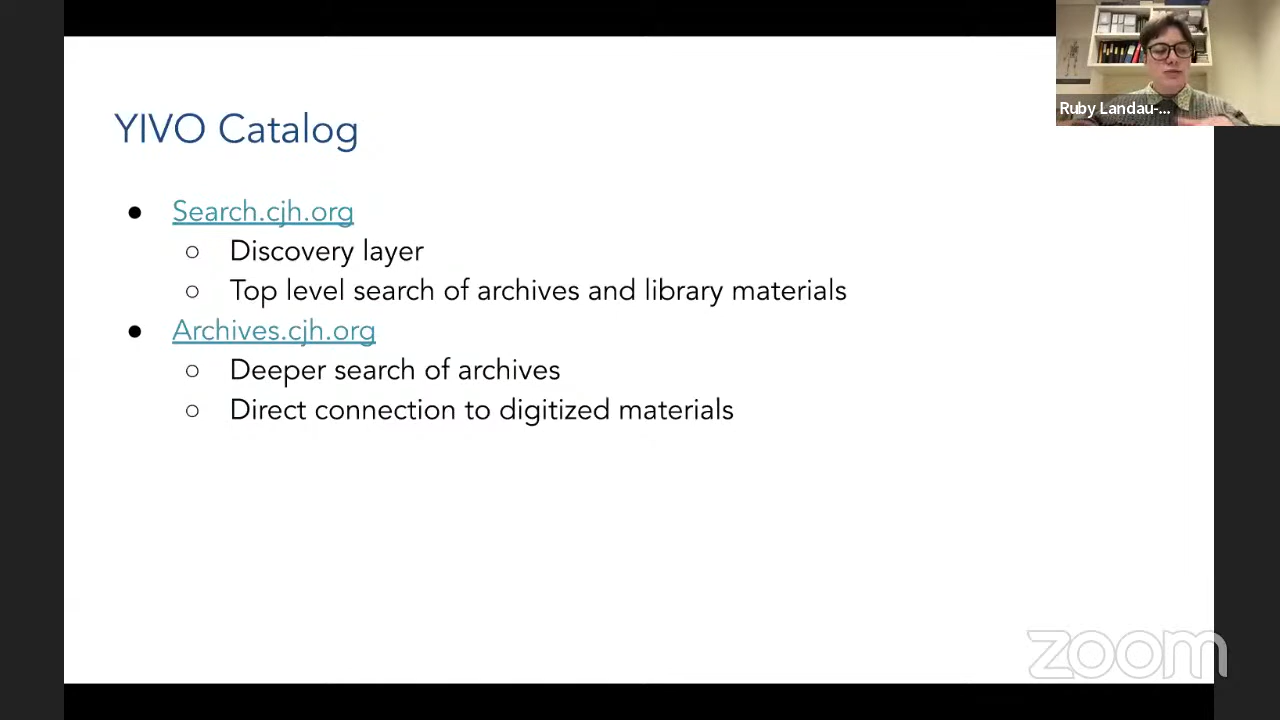 YIVO Catalog
● Search.cjh.org
○ Discovery layer
○ Top level search of archives and library materials
● Archives.cjh.org
○ Deeper search of archives
○ Direct connection to digitized materials
Ruby Landau-...
zoom